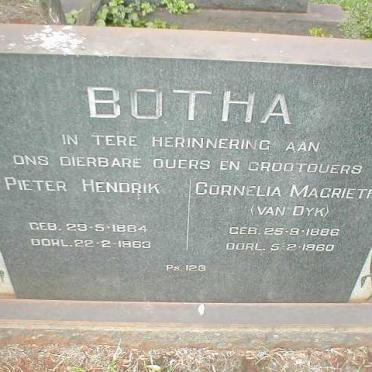 BOTHA
IN TERE HERINNERING AAN
ONS DIERBARE OUERS EN GROOTOUERS
PIETER HENDRIK
GEB. 29-5-1884
OORL. 22-2-1963
CORNELIA MAGRIETH
(VAN DYK)
GEB. 25-9-1886
OORL. 5-2-1960
Ps. 123